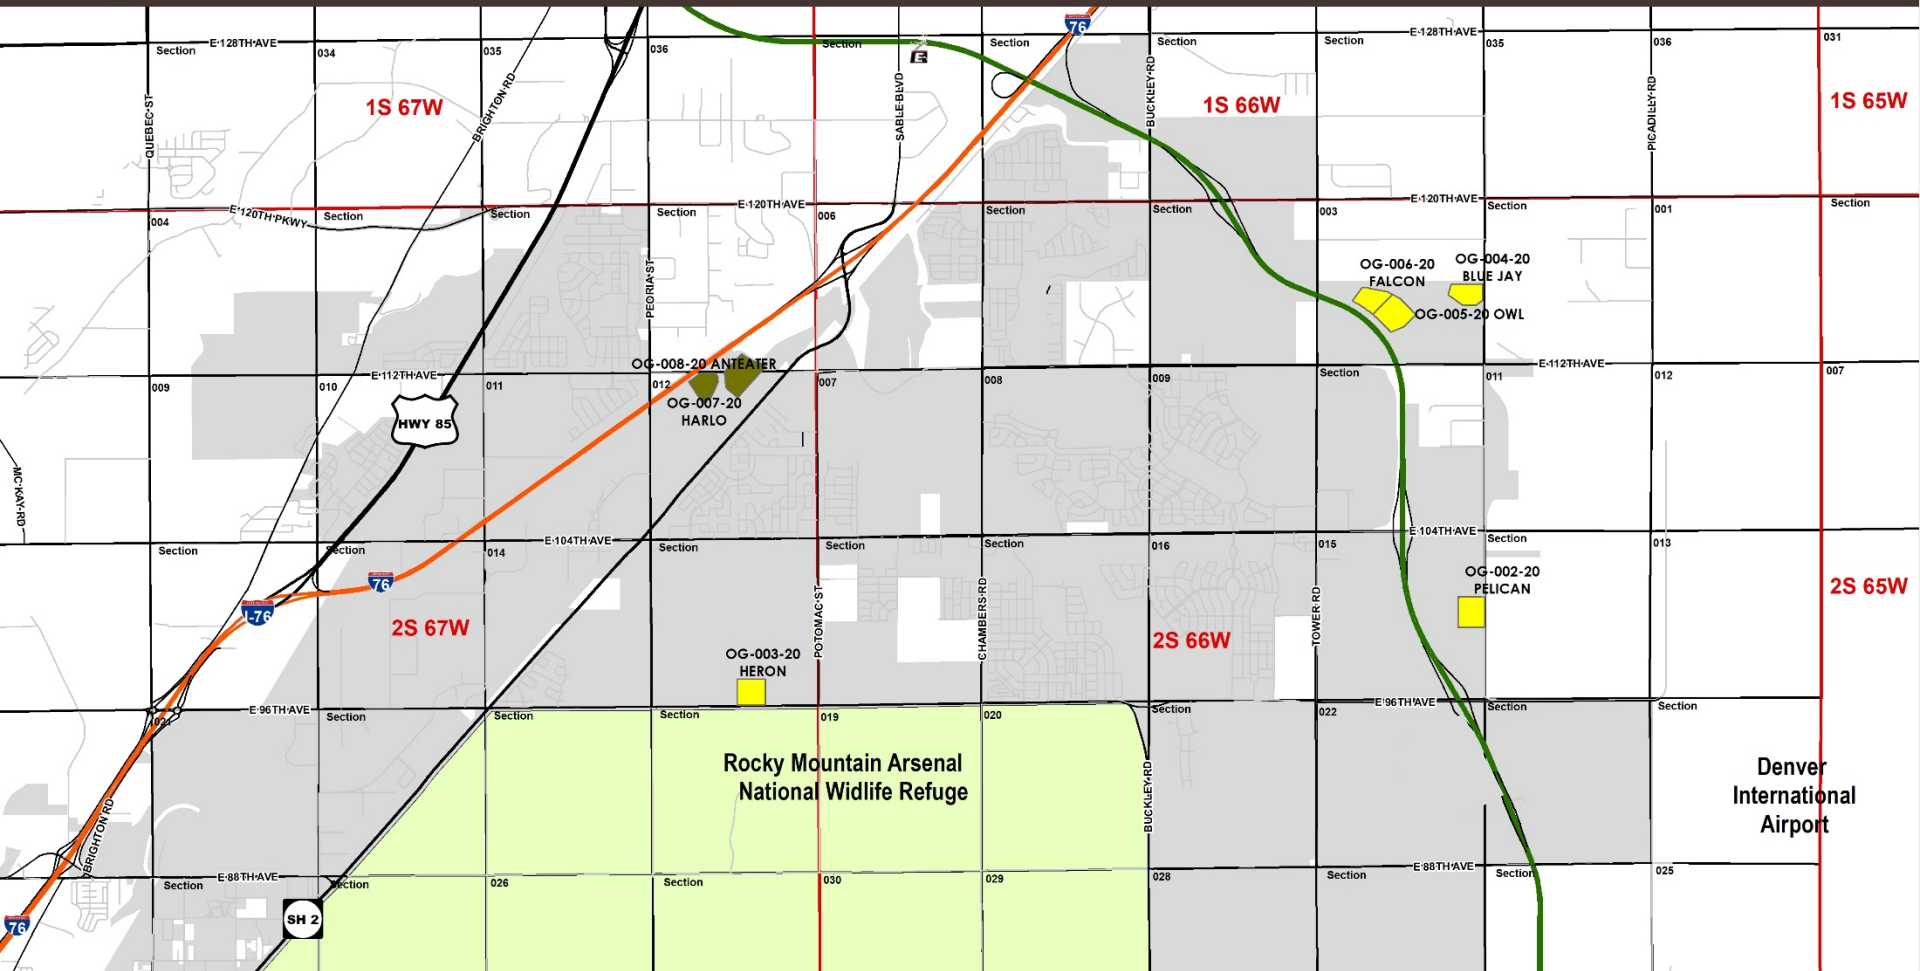 76
E 128TH AVE
Section
034
035
036
Section
Section
Section
Section
E 128TH AVE
035
036
031
E
1S 67W
1S 66W
1S 65W
QUEBEC ST
BRIGHTON RD
SABLE BLVD
BUCKLEY RD
PICADILLY RD
004
E 120TH PKWY
Section
Section
Section
E 120TH AVE
006
Section
Section
003
E 120TH AVE
Section
001
Section
PEORIA ST
OG-006-20
FALCON
OG-004-20
BLUE JAY
OG-005-20 OWL
OG-008-20 ANTEATER
OG-007-20
HARLO
009
010
E 112TH AVE
011
012
007
008
009
Section
011
E 112TH AVE
012
007
HWY 85
MC KAY RD
Section
Section
014
E 104TH AVE
Section
Section
Section
016
015
E 104TH AVE
Section
013
76
I-76
OG-002-20
PELICAN
2S 67W
2S 66W
2S 65W
POTOMAC ST
CHAMBERS RD
TOWER RD
OG-003-20
HERON
021
E 96TH AVE
Section
Section
Section
019
020
Section
022
E 96TH AVE
Section
Section
Rocky Mountain Arsenal
National Widlife Refuge
Denver
International
Airport
BRIGHTON RD
BUCKLEY RD
Section
E 88TH AVE
Section
026
Section
030
029
028
Section
E 88TH AVE
Section
025
SH 2
76